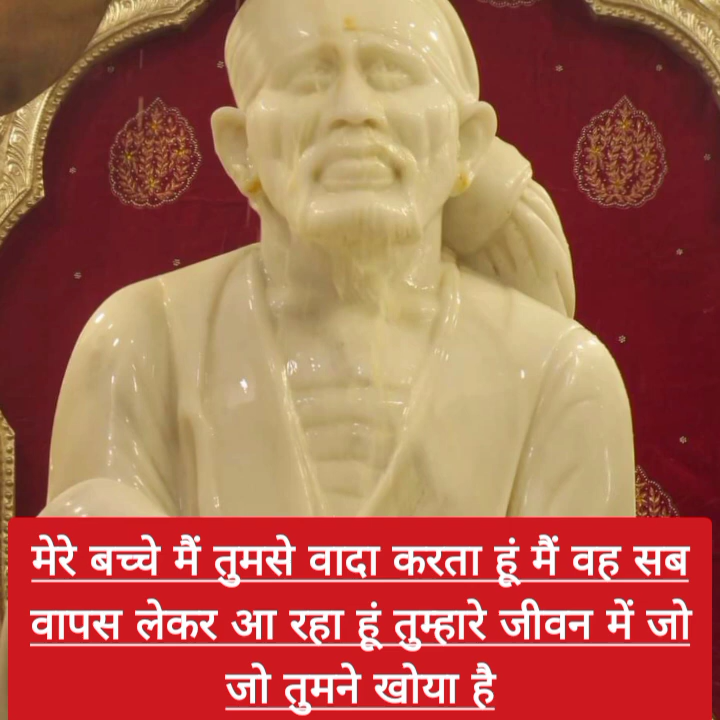 मेरे बच्चे मैं तुमसे वादा करता हूं मैं वह सब
वापस लेकर आ रहा हूं तुम्हारे जीवन में जो
जो तुमने खोया है